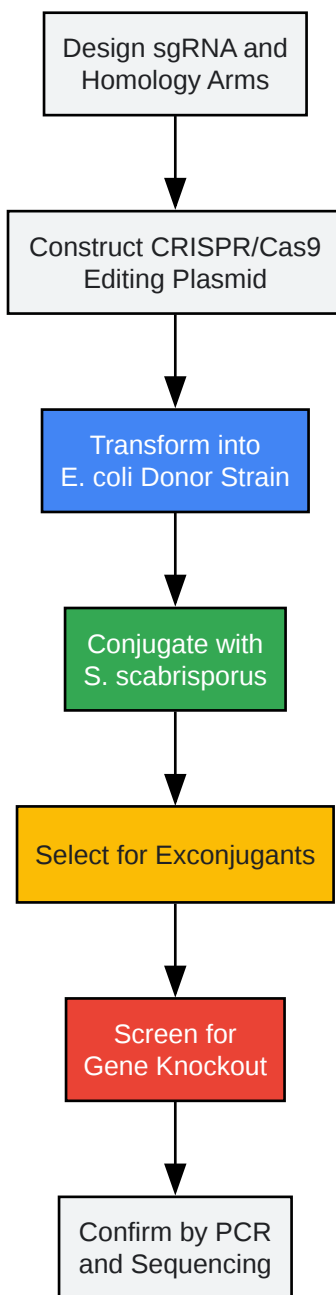 Design sgRNA and
Homology Arms
Construct CRISPR/Cas9
Editing Plasmid
Transform into
E. coli Donor Strain
Conjugate with
S. scabrisporus
Select for Exconjugants
Screen for
Gene Knockout
Confirm by PCR
and Sequencing